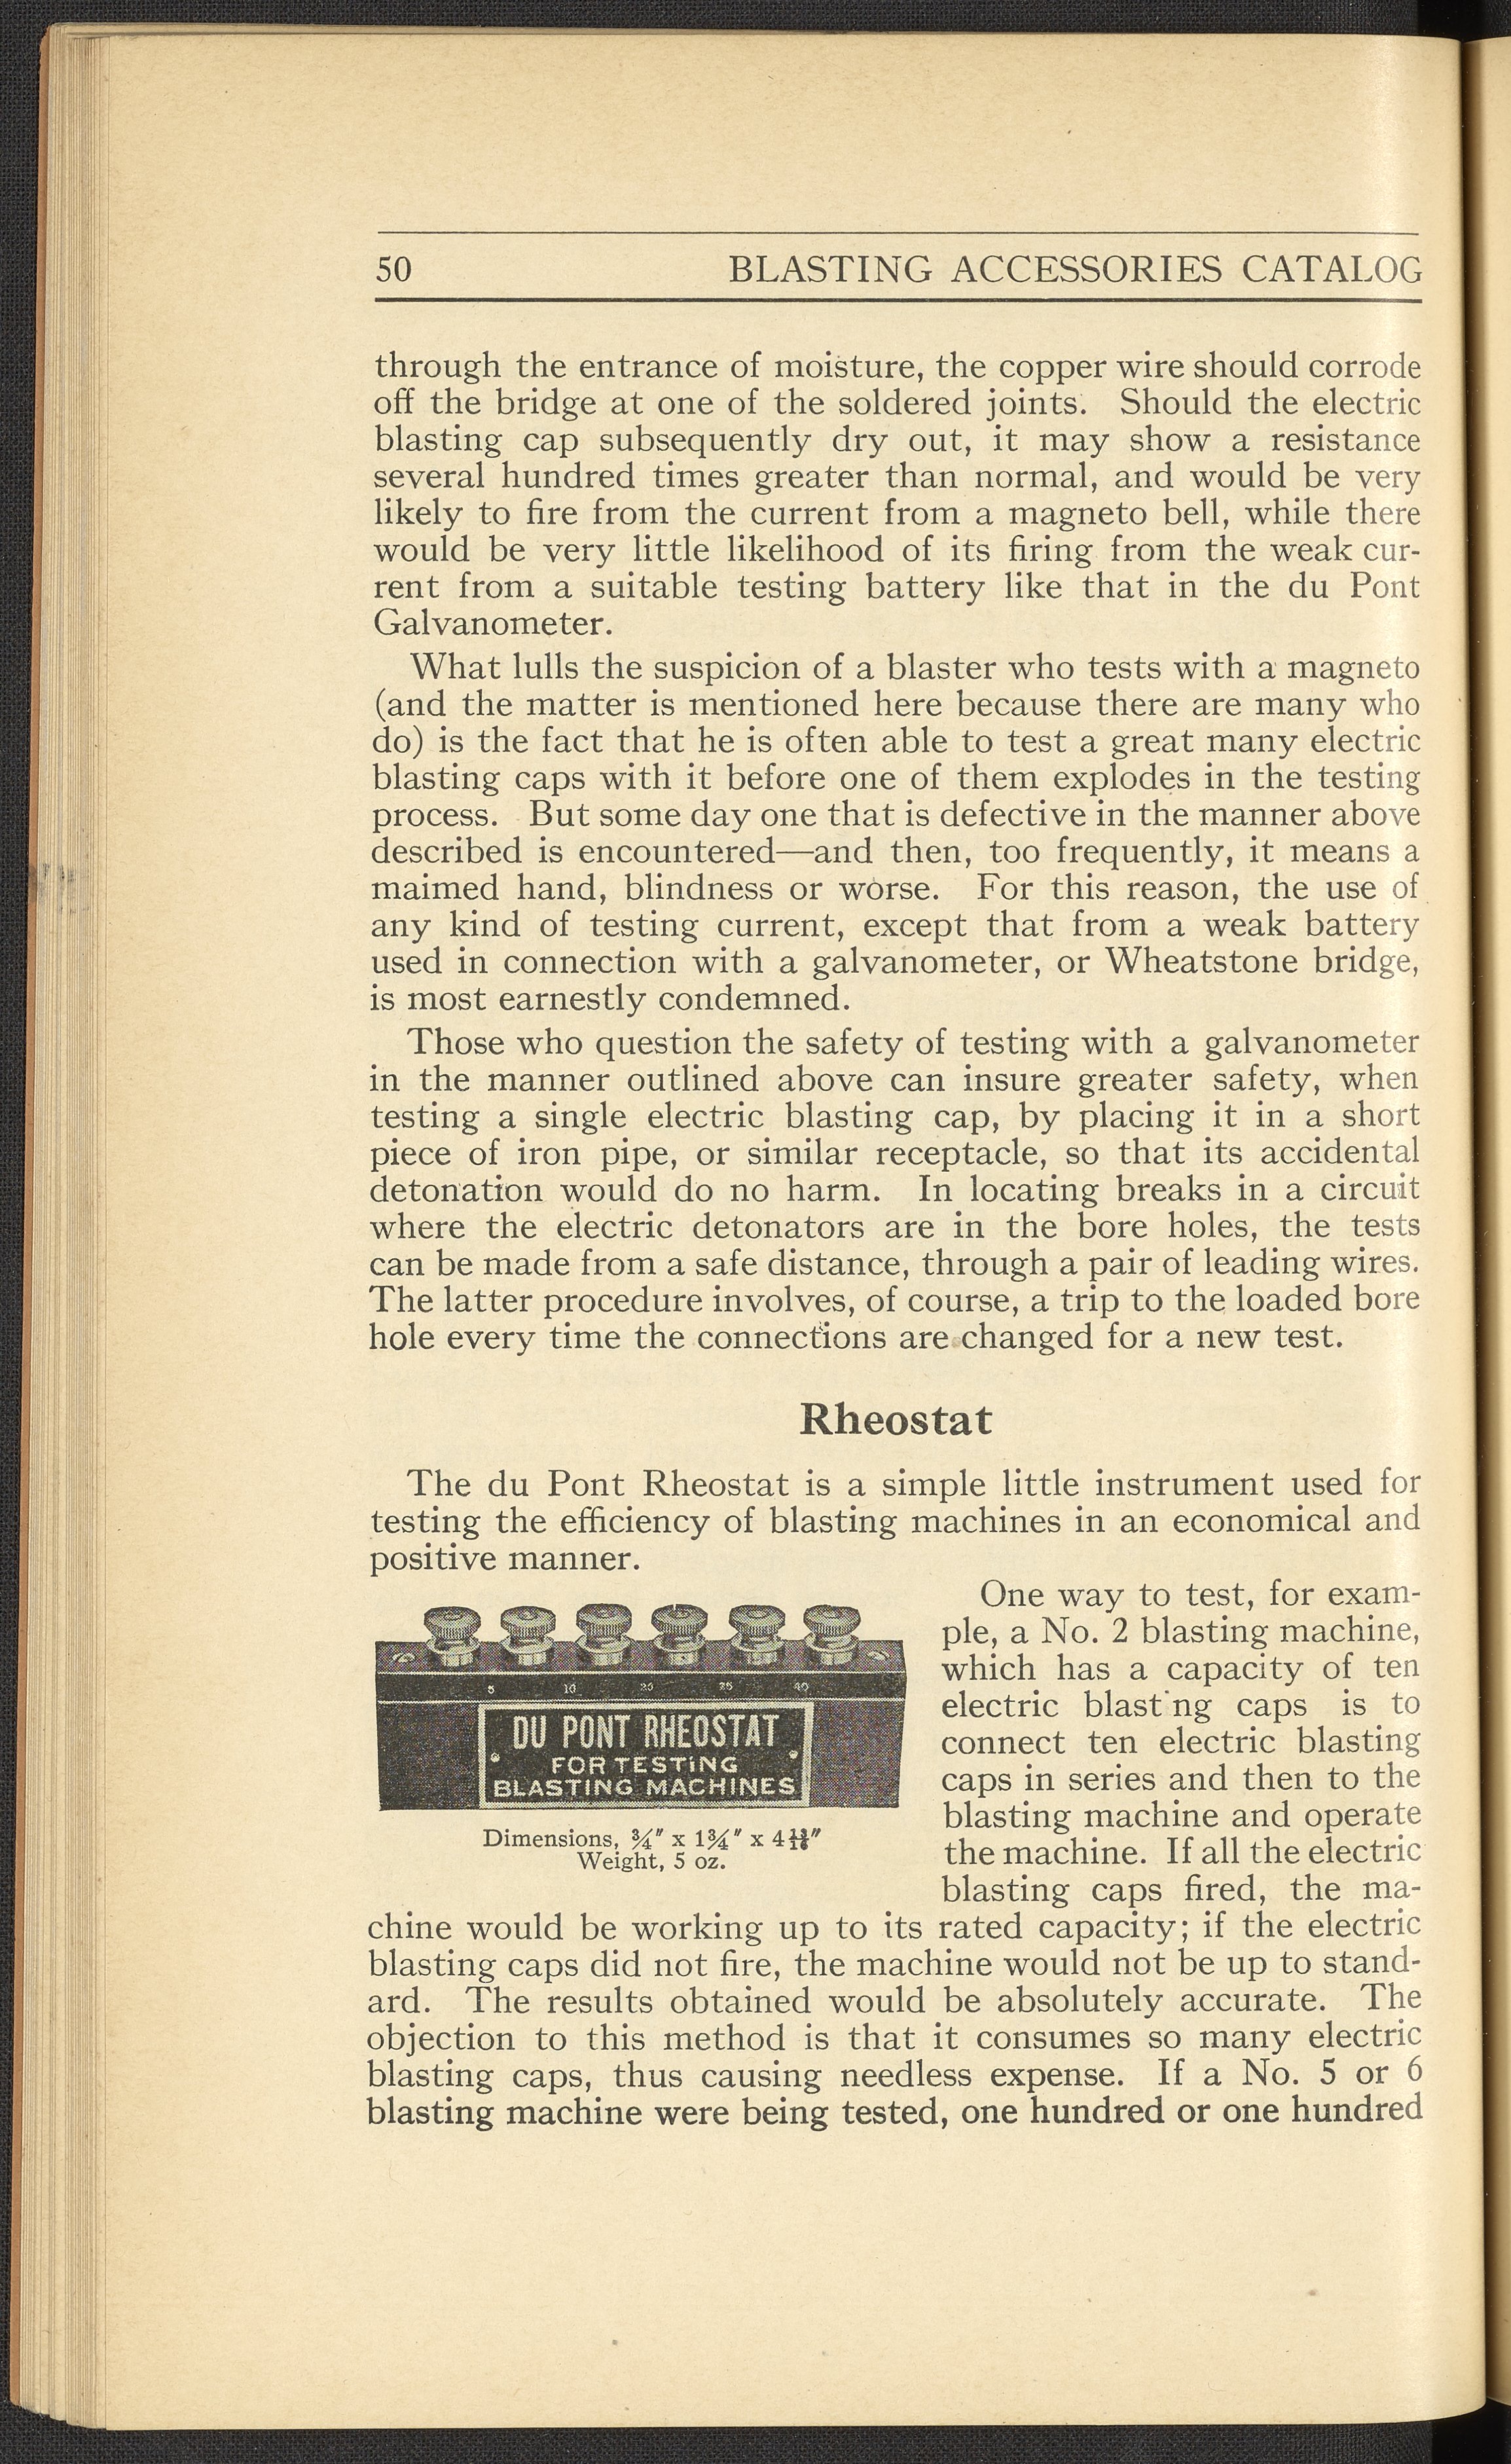 50 BLASTING ACCESSORIES CATALOG
through the entrance of moisture, the copper wire should corrode
off the bridge at one of the soldered joints. Should the electric
blasting cap subsequently dry out, it may show a resistance
several hundred times greater than normal, and would be very
likely to fire from the current from a magneto bell, while there
would be very little likelihood of its firing from the weak cur-
rent from a suitable testing battery like that in the du Pont
Galvanometer.
What lulls the suspicion of a blaster who tests with a magneto
(and the matter is mentioned here because there are many who
do) is the fact that he is often able to test a great many electric
blasting caps with it before one of them explodes in the testing
process. But some day one that is defective in the manner above
described is encountered—and then, too frequently, it means a
maimed hand, blindness or worse. For this reason, the use of
any kind of testing current, except that from a weak battery
used in connection with a galvanometer, or Wheatstone bridge,
is most earnestly condemned.
Those who question the safety of testing with a galvanometer
in the manner outlined above can insure greater safety, when
testing a single electric blasting cap, by placing it in a short
piece of iron pipe, or similar receptacle, so that its accidental
detonation would do no harm. In locating breaks in a circuit
where the electric detonators are in the bore holes, the tests
can be made from a safe distance, through a pair of leading wires.
The latter procedure involves, of course, a trip to the loaded bore
hole every time the connections are changed for a new test.
Rheostat
The du Pont Rheostat is a simple little instrument used for
testing the efficiency of blasting machines in an economical and
positive manner.
5 10 20 25 40
DU PONT RHEOSTAT
FOR TESTING
BLASTING MACHINES
Dimensions, ¾″ x 1¾″ x 4
Weight, 5 oz.
One way to test, for exam-
ple, a No. 2 blasting machine,
which has a capacity of ten
electric blast ng caps is to
connect ten electric blasting
caps in series and then to the
blasting machine and operate
the machine. If all the electric
blasting caps fired, the ma-
chine would be working up to its rated capacity; if the electric
blasting caps did not fire, the machine would not be up to stand-
ard. The results obtained would be absolutely accurate. The
objection to this method is that it consumes so many electric
blasting caps, thus causing needless expense. If a No. 5 or 6
blasting machine were being tested, one hundred or one hundred